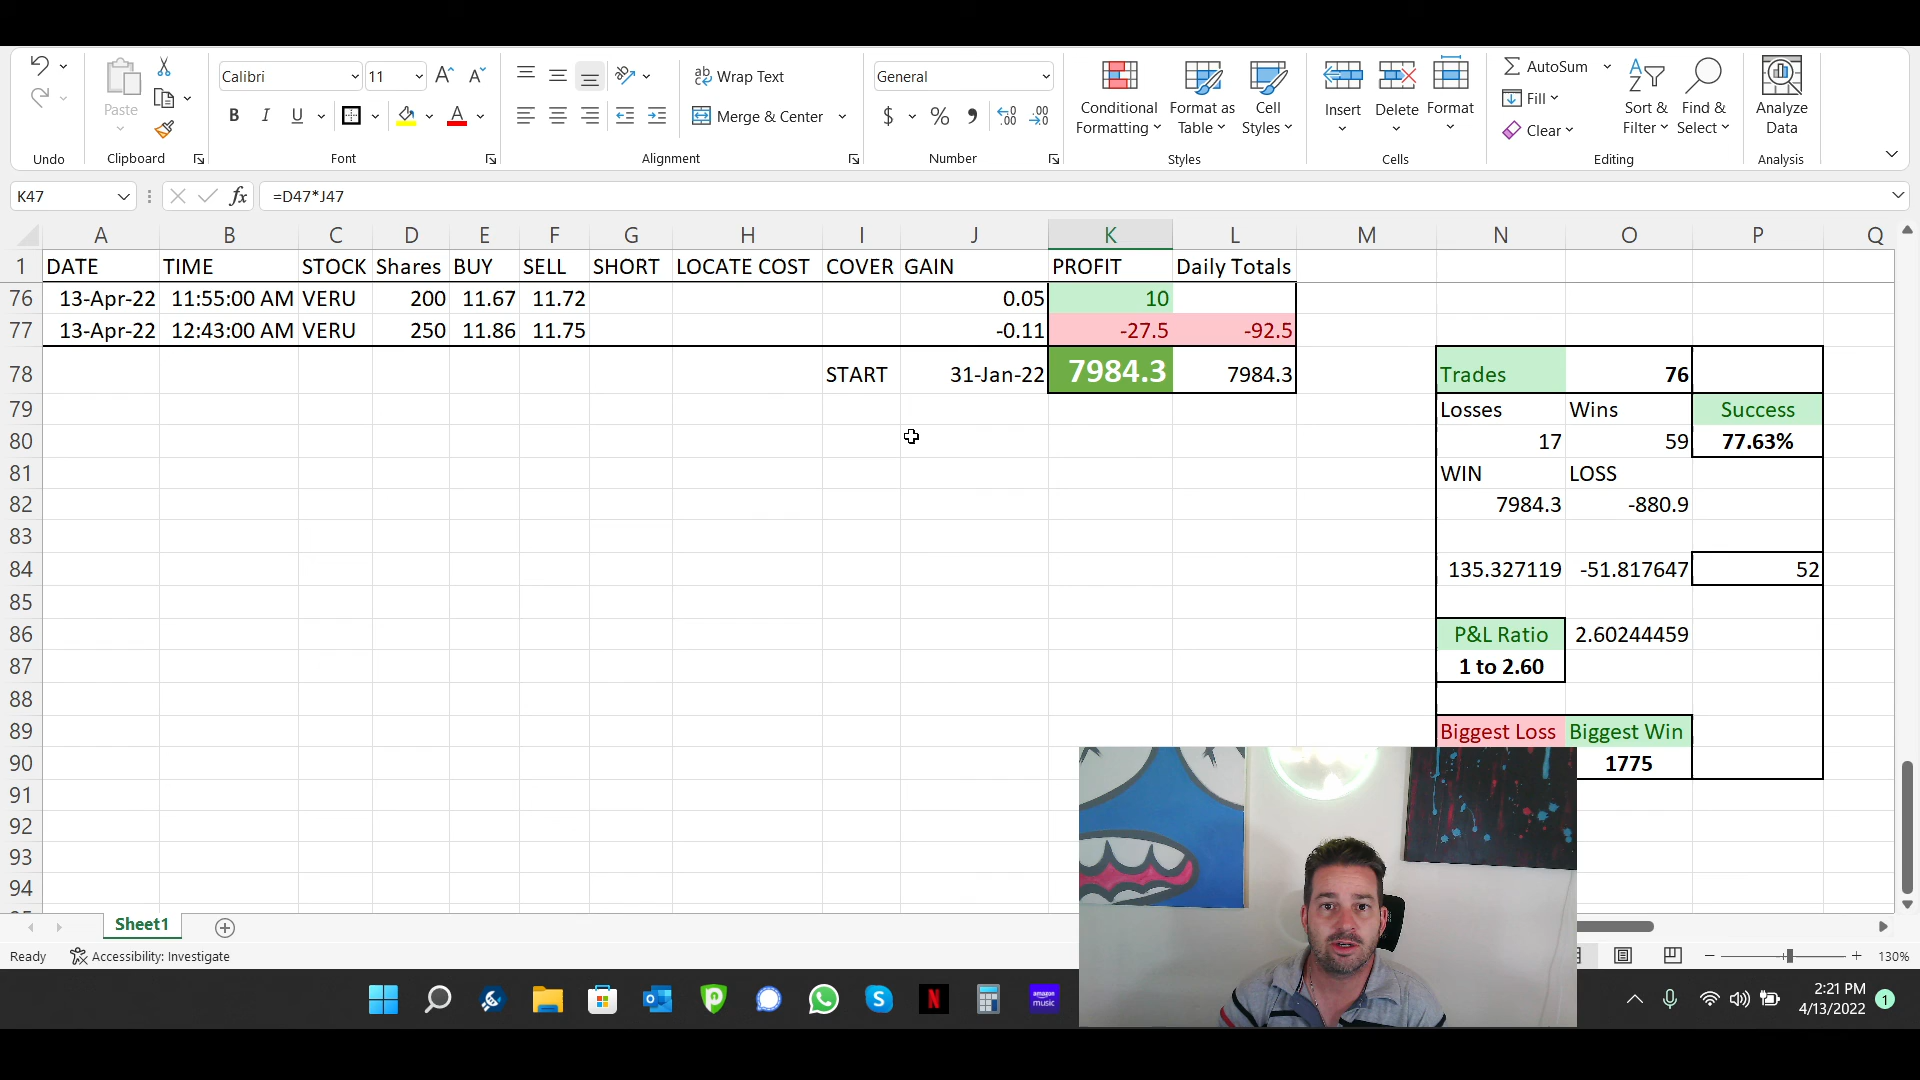 Calibri 11 Wrap Text General AutoSum
Paste Conditional Format as Cell Insert Delete Format Fill Sort & Find & Analyze
B I U Merge & Center $ % Formatting Table Styles Clear Filter Select Data
Undo Clipboard Font Alignment Number Styles Cells Editing Analysis
K47 fx =D47*J47
A B C D E F G H I J K L M N O P Q
1 DATE TIME STOCK Shares BUY SELL SHORT LOCATE COST COVER GAIN PROFIT Daily Totals
76 13-Apr-22 11:55:00 AM VERU 200 11.67 11.72 0.05 10
77 13-Apr-22 12:43:00 AM VERU 250 11.86 11.75 -0.11 -27.5 -92.5
78 START 31-Jan-22 7984.3 7984.3 Trades 76
79 Losses Wins Success
80 17 59 77.63%
81 WIN LOSS
82 7984.3 -880.9
83
84 135.327119 -51.817647 52
85
86 P&L Ratio 2.60244459
87 1 to 2.60
88
89 Biggest Loss Biggest Win
90 1775
91
92
93
94
Sheet1
Ready Accessibility: Investigate 130%
amazon music
2:21 PM
4/13/2022 1